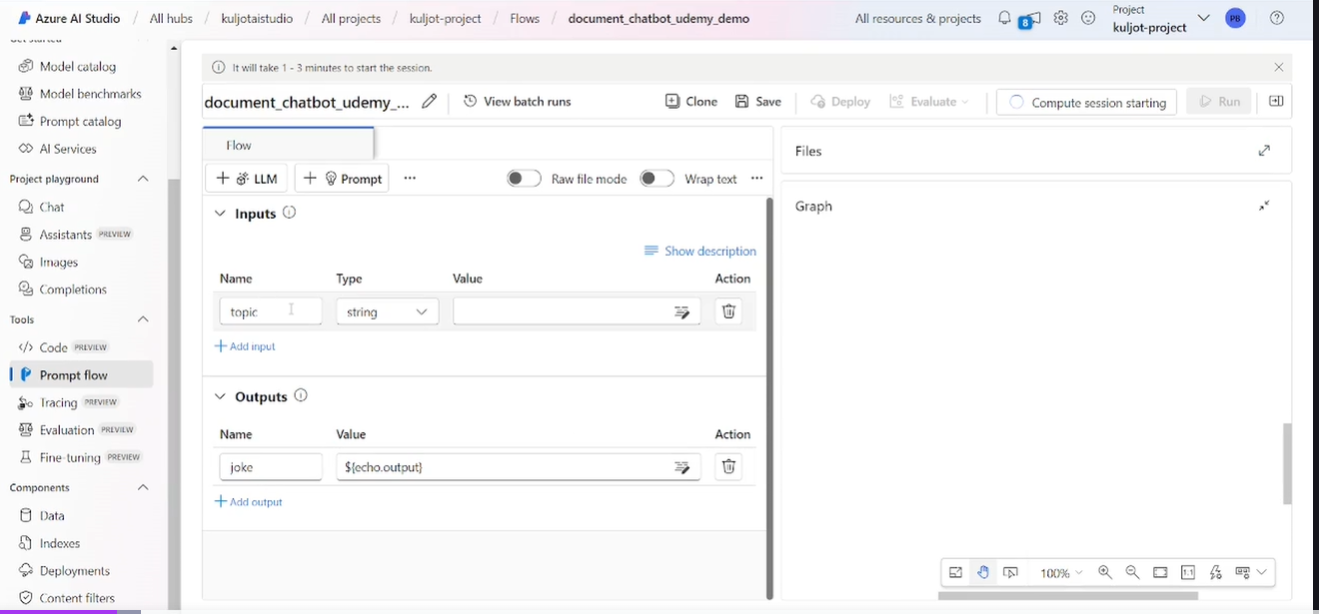 Azure AI Studio / All hubs / kuljotaistudio / All projects / kuljot-project / Flows / document_chatbot_udemy_demo
All resources & projects
8
Project
kuljot-project
PB
Get started
Model catalog
Model benchmarks
Prompt catalog
AI Services
Project playground
Chat
Assistants PREVIEW
Images
Completions
Tools
Code PREVIEW
Prompt flow
Tracing PREVIEW
Evaluation PREVIEW
Fine-tuning PREVIEW
Components
Data
Indexes
Deployments
Content filters
It will take 1 - 3 minutes to start the session.
document_chatbot_udemy_...
View batch runs
Clone
Save
Deploy
Evaluate
Compute session starting
Run
Flow
+ LLM
+ Prompt
...
Raw file mode
Wrap text
...
Inputs
Show description
Name Type Value Action
topic string
+ Add input
Outputs
Name Value Action
joke ${echo.output}
+ Add output
Files
Graph
100%
1:1